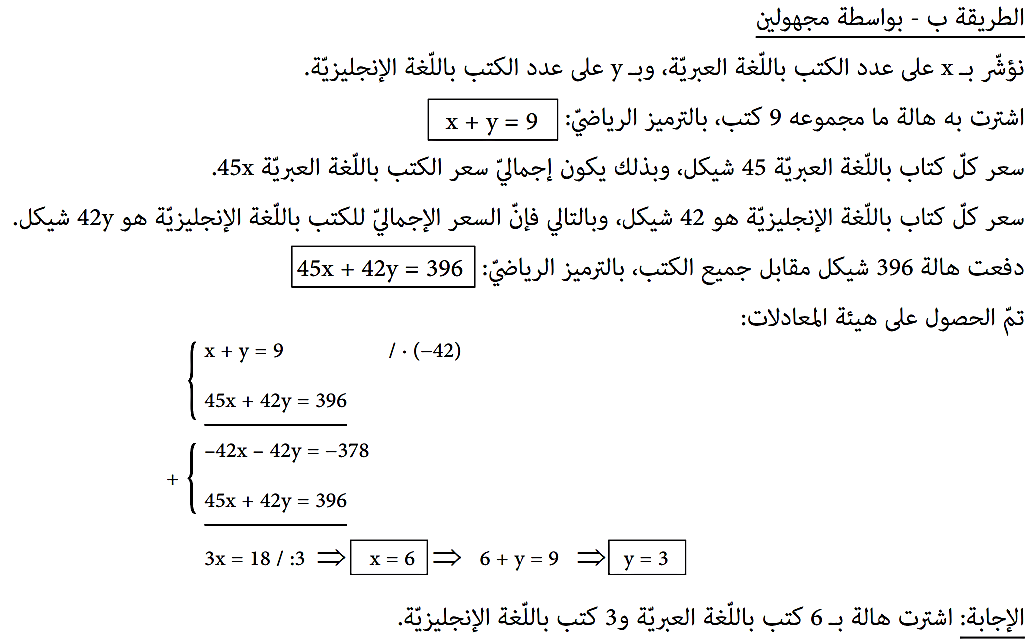 الطريقة ب - بواسطة مجهولين
نؤشّر بـ x على عدد الكتب باللّغة العبريّة، وبـ y على عدد الكتب باللّغة الإنجليزيّة.
اشترت به هالة ما مجموعه 9 كتب، بالترميز الرياضيّ: x + y = 9
سعر كلّ كتاب باللّغة العبريّة 45 شيكل، وبذلك يكون إجماليّ سعر الكتب باللّغة العبريّة 45x.
سعر كلّ كتاب باللّغة الإنجليزيّة هو 42 شيكل، وبالتالي فإنّ السعر الإجماليّ للكتب باللّغة الإنجليزيّة هو 42y شيكل.
دفعت هالة 396 شيكل مقابل جميع الكتب، بالترميز الرياضيّ: 45x + 42y = 396
تمّ الحصول على هيئة المعادلات:
x + y = 9 / · (−42)
45x + 42y = 396
–42x – 42y = −378
+
45x + 42y = 396
3x = 18 / :3 ⇒ x = 6 ⇒ 6 + y = 9 ⇒ y = 3
الإجابة: اشترت هالة بـ 6 كتب باللّغة العبريّة و3 كتب باللّغة الإنجليزيّة.